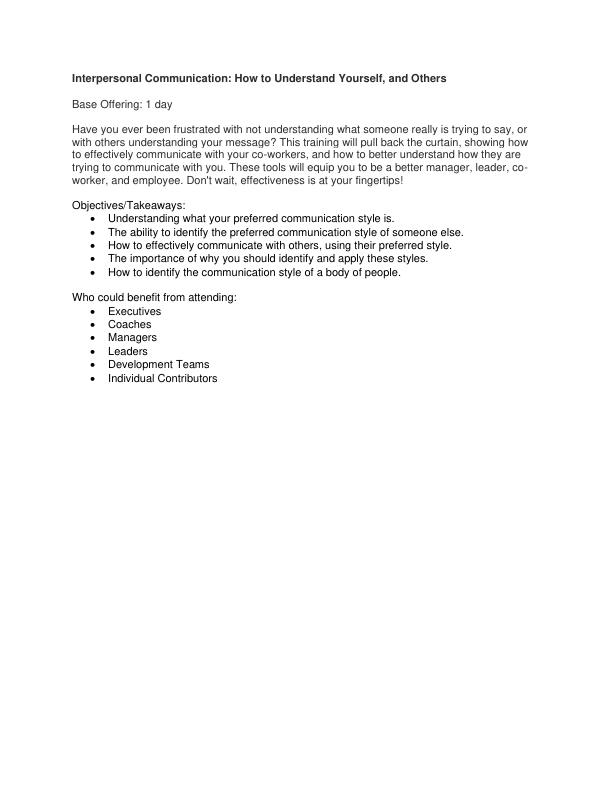 Interpersonal Communication: How to Understand Yourself, and Others
Base Offering: 1 day
Have you ever been frustrated with not understanding what someone really is trying to say, or
with others understanding your message? This training will pull back the curtain, showing how
to effectively communicate with your co-workers, and how to better understand how they are
trying to communicate with you. These tools will equip you to be a better manager, leader, co-
worker, and employee. Don't wait, effectiveness is at your fingertips!
Objectives/Takeaways:
• Understanding what your preferred communication style is.
• The ability to identify the preferred communication style of someone else.
• How to effectively communicate with others, using their preferred style.
• The importance of why you should identify and apply these styles.
• How to identify the communication style of a body of people.
Who could benefit from attending:
• Executives
• Coaches
• Managers
• Leaders
• Development Teams
• Individual Contributors